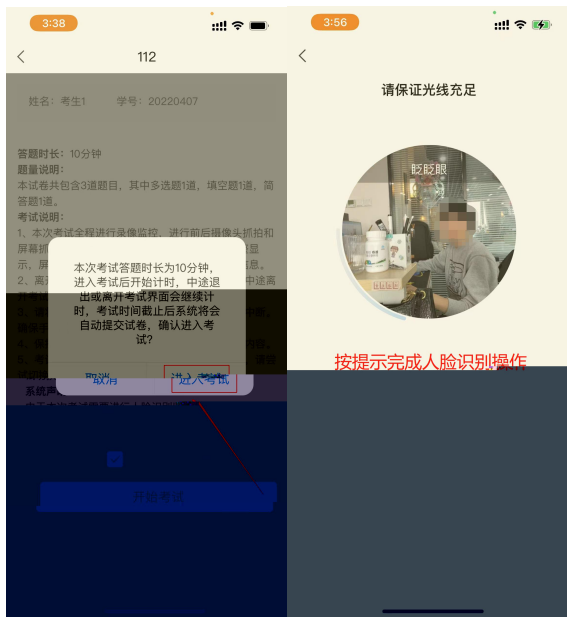 3:38
112
姓名：考生1 学号：20220407
答题时长：10分钟
题量说明：
本试卷共包含3道题目，其中多选题1道，填空题1道，简
答题1道。
考试说明：
1、本次考试全程进行录像监控，进行前后摄像头抓拍和
本次考试答题时长为10分钟，
进入考试后开始计时，中途退
出或离开考试界面会继续计
时，考试时间截止后系统将会
自动提交试卷，确认进入考
试?
取消
进入考试
开始考试
3:56
请保证光线充足
眨眨眼
按提示完成人脸识别操作